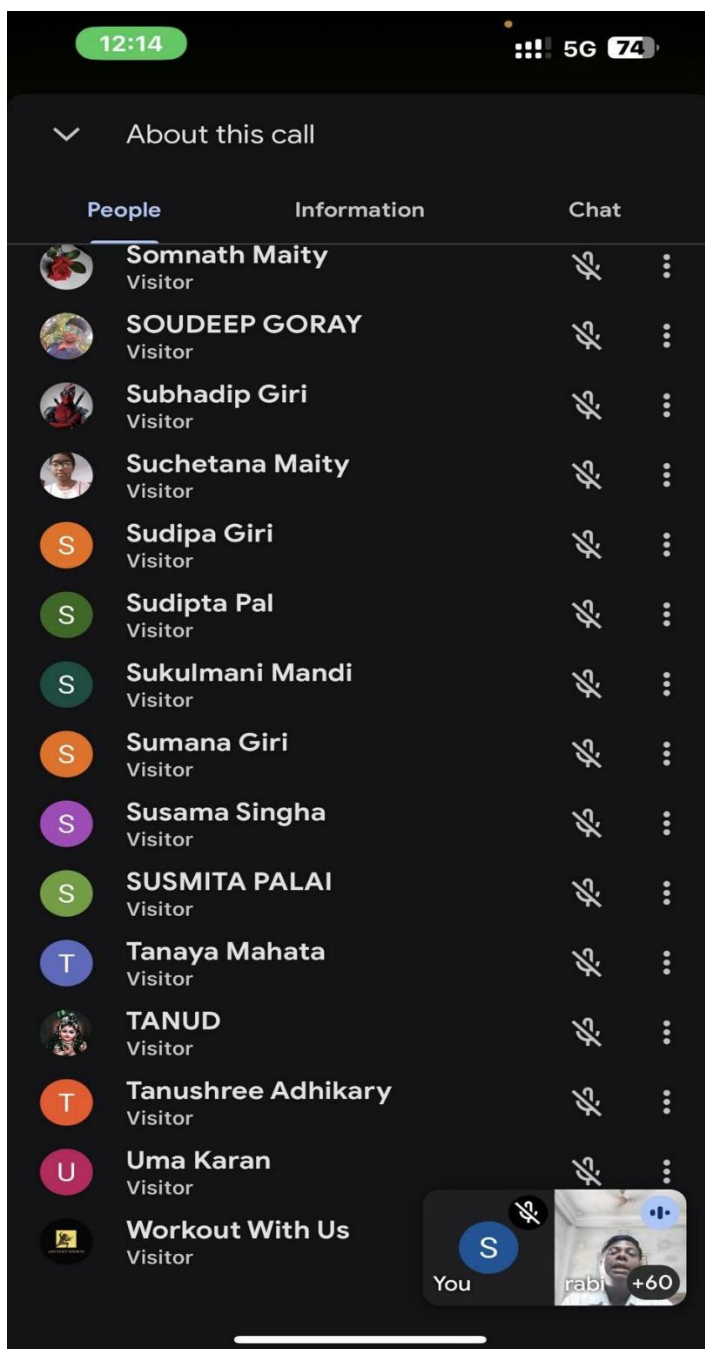 12:14
5G 74
About this call
People Information Chat
Somnath Maity
Visitor
SOUDEEP GORAY
Visitor
Subhadip Giri
Visitor
Suchetana Maity
Visitor
S
Sudipa Giri
Visitor
S
Sudipta Pal
Visitor
S
Sukulmani Mandi
Visitor
S
Sumana Giri
Visitor
S
Susama Singha
Visitor
S
SUSMITA PALAI
Visitor
T
Tanaya Mahata
Visitor
TANUD
Visitor
T
Tanushree Adhikary
Visitor
U
Uma Karan
Visitor
Workout With Us
Visitor
S
You
rabi
+60